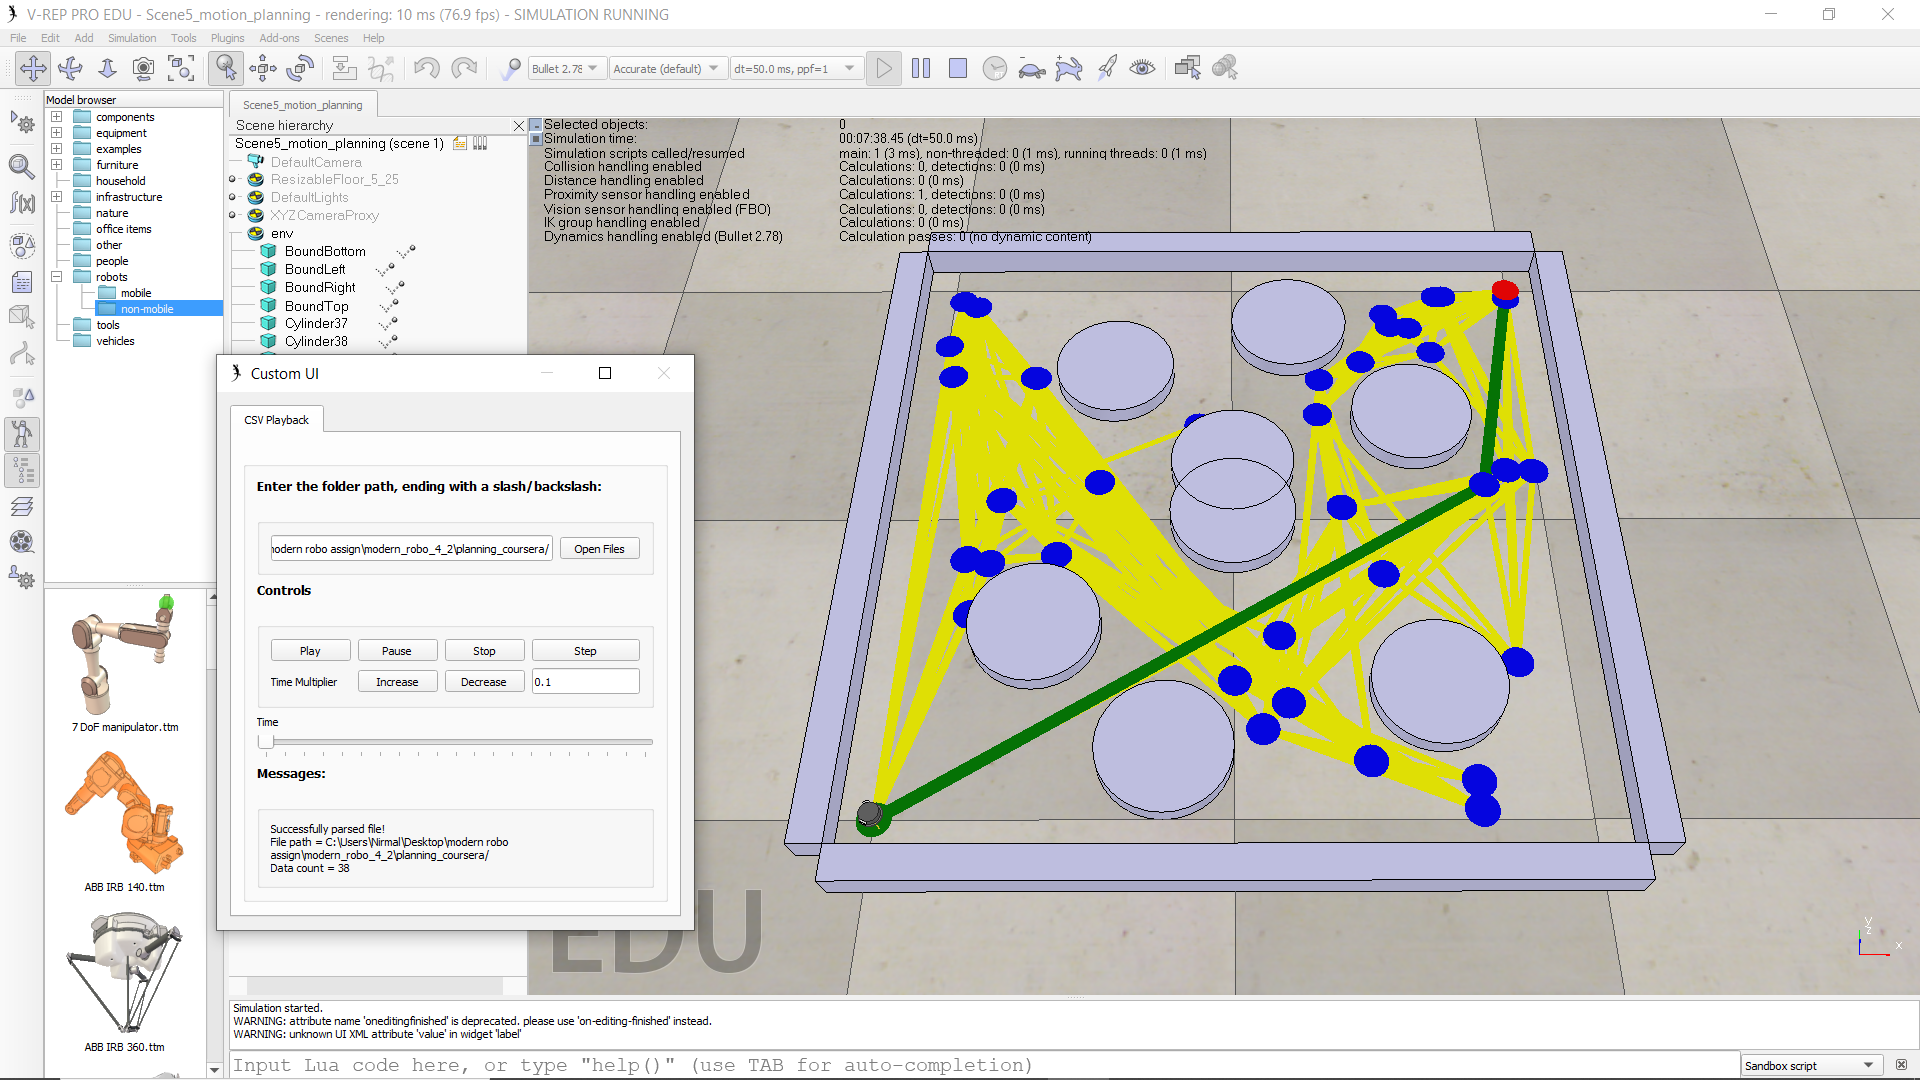 V-REP PRO EDU - Scene5_motion_planning - rendering: 10 ms (76.9 fps) - SIMULATION RUNNING
File Edit Add Simulation Tools Plugins Add-ons Scenes Help
Bullet 2.78 Accurate (default) dt=50.0 ms, ppf=1
Model browser
components
equipment
examples
furniture
household
infrastructure
nature
office items
other
people
robots
mobile
non-mobile
tools
vehicles
7 DoF manipulator.ttm
ABB IRB 140.ttm
ABB IRB 360.ttm
Scene5_motion_planning
Scene hierarchy
Scene5_motion_planning (scene 1)
DefaultCamera
ResizableFloor_5_25
DefaultLights
XYZCameraProxy
env
BoundBottom
BoundLeft
BoundRight
BoundTop
Cylinder37
Cylinder38
Selected objects: 0
Simulation time: 00:07:38.45 (dt=50.0 ms)
Simulation scripts called/resumed main: 1 (3 ms), non-threaded: 0 (1 ms), running threads: 0 (1 ms)
Collision handling enabled Calculations: 0, detections: 0 (0 ms)
Distance handling enabled Calculations: 0 (0 ms)
Proximity sensor handling enabled Calculations: 1, detections: 0 (0 ms)
Vision sensor handling enabled (FBO) Calculations: 0, detections: 0 (0 ms)
IK group handling enabled Calculations: 0 (0 ms)
Dynamics handling enabled (Bullet 2.78) Calculation passes: 0 (no dynamic content)
Custom UI
CSV Playback
Enter the folder path, ending with a slash/backslash:
modern robo assign\modern_robo_4_2\planning_coursera/ Open Files
Controls
Play Pause Stop Step
Time Multiplier Increase Decrease 0.1
Time
Messages:
Successfully parsed file!
File path = C:\Users\Nirmal\Desktop\modern robo
assign\modern_robo_4_2\planning_coursera/
Data count = 38
EDU
y
z
x
Simulation started.
WARNING: attribute name 'oneditingfinished' is deprecated. please use 'on-editing-finished' instead.
WARNING: unknown UI XML attribute 'value' in widget 'label'
Input Lua code here, or type "help()" (use TAB for auto-completion)
Sandbox script